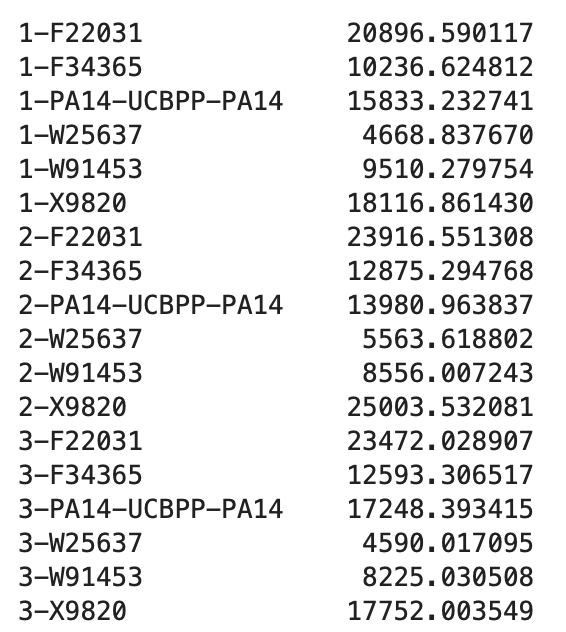 1-F22031 20896.590117
1-F34365 10236.624812
1-PA14-UCBPP-PA14 15833.232741
1-W25637 4668.837670
1-W91453 9510.279754
1-X9820 18116.861430
2-F22031 23916.551308
2-F34365 12875.294768
2-PA14-UCBPP-PA14 13980.963837
2-W25637 5563.618802
2-W91453 8556.007243
2-X9820 25003.532081
3-F22031 23472.028907
3-F34365 12593.306517
3-PA14-UCBPP-PA14 17248.393415
3-W25637 4590.017095
3-W91453 8225.030508
3-X9820 17752.003549